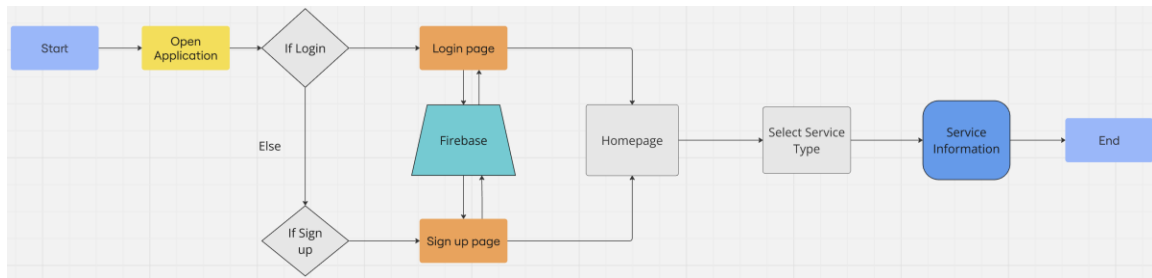 Start
Open
Application
If Login
Login page
Firebase
Homepage
Select Service
Type
Service
Information
End
Else
If Sign
up
Sign up page